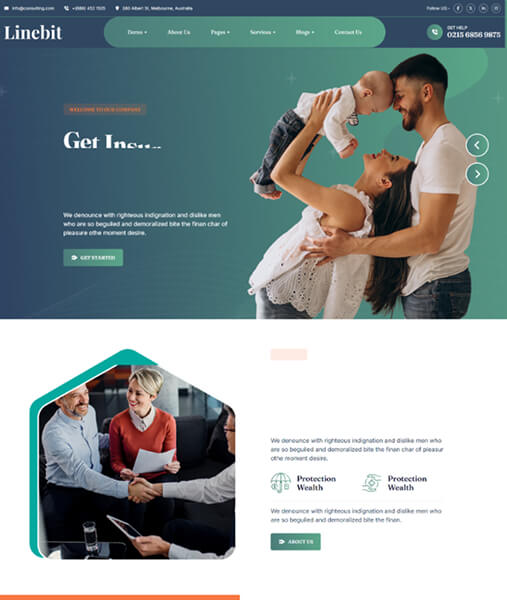 info@consulting.com
+(888) 452 1505
380 Albert St, Melbourne, Australia
Follow US -
Linebit
Demo
About Us
Pages
Services
Blogs
Contact Us
GET HELP
0215 6856 9875
WELCOME TO OUR COMPANY
Get
We denounce with righteous indignation and dislike men
who are so beguiled and demoralized bite the finan char of
pleasure othe moment desire.
GET STARTED
We denounce with righteous indignation and dislike men who
are so beguiled and demoralized bite the finan char of pleasur
othe moment desire.
Protection
Wealth
Protection
Wealth
We denounce with righteous indignation and dislike men who
are so beguiled and demoralized bite the finan.
ABOUT US